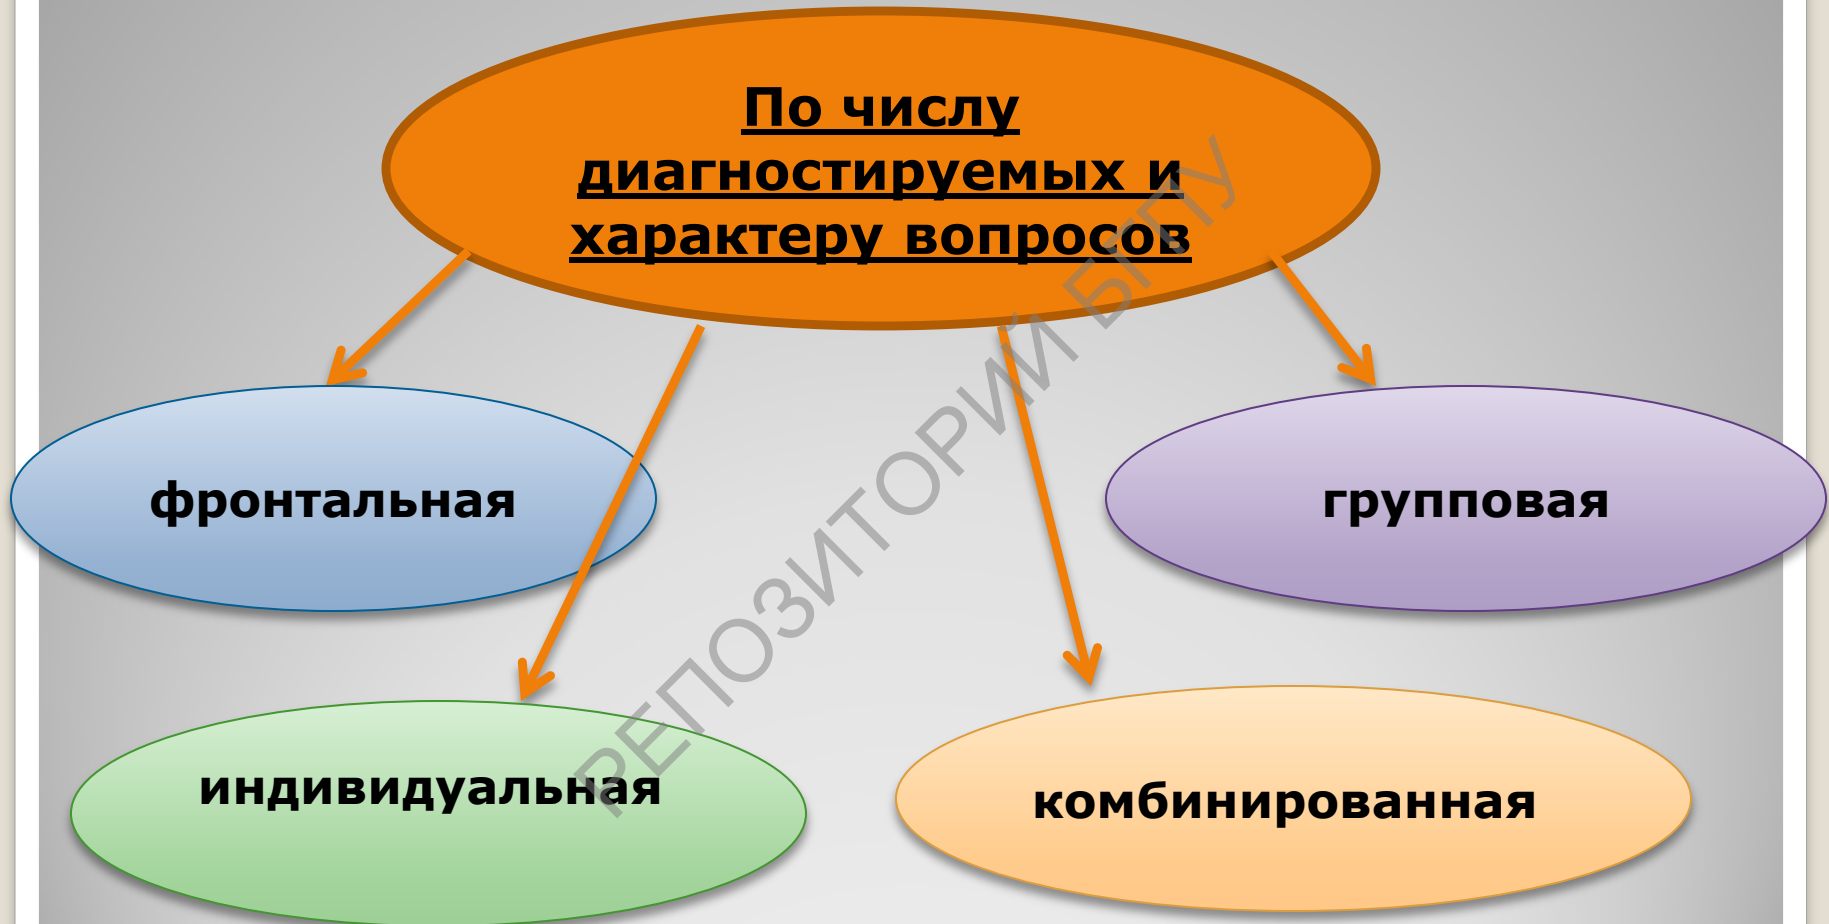 По числу
диагностируемых и
характеру вопросов
фронтальная
групповая
индивидуальная
комбинированная
РЕПОЗИТОРИЙ БГПУ